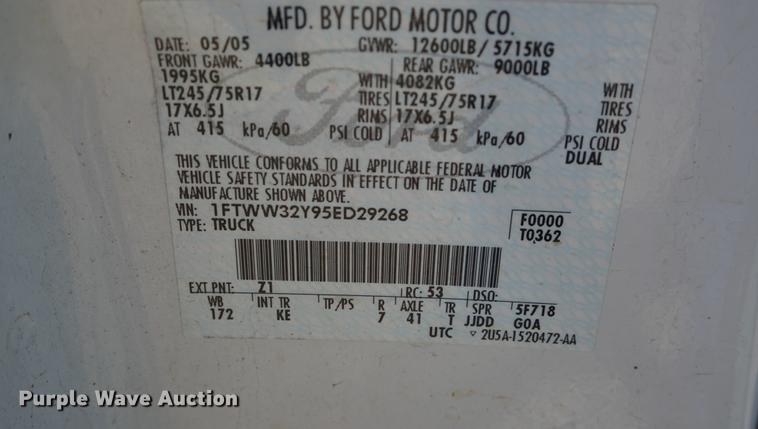 MFD. BY FORD MOTOR CO.
DATE: 05/05 GVWR: 12600LB/ 5715KG
FRONT GAWR: 4400LB REAR GAWR: 9000LB
1995KG WITH 4082KG WITH
LT245/75R17 TIRES LT245/75R17 TIRES
17X6.5J RIMS 17X6.5J RIMS
AT 415 kPa/60 PSI COLD AT 415 kPa/60 PSI COLD
DUAL
Ford
THIS VEHICLE CONFORMS TO ALL APPLICABLE FEDERAL MOTOR
VEHICLE SAFETY STANDARDS IN EFFECT ON THE DATE OF
MANUFACTURE SHOWN ABOVE.
VIN: 1FTWW32Y95ED29268 F0000
TYPE: TRUCK T0362
EXT PNT: Z1 RC: 53 DSO:
WB INT TR TP/PS R AXLE TR SPR 5F718
172 KE 7 41 T JJDD G0A
UTC ▽ 2U5A-1520472-AA
Purple Wave Auction